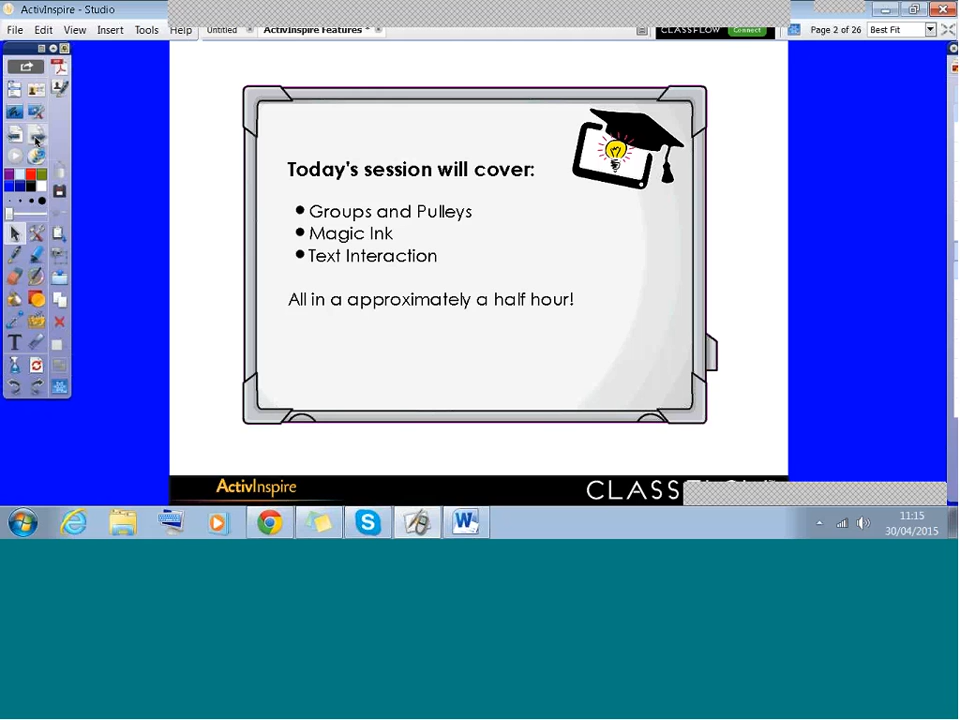 ActivInspire - Studio
File Edit View Insert Tools Help
Untitled ActivInspire Features *
CLASSFLOW Connect
Page 2 of 26 Best Fit
Today's session will cover:
Groups and Pulleys
Magic Ink
Text Interaction
All in a approximately a half hour!
ActivInspire
11:15
30/04/2015